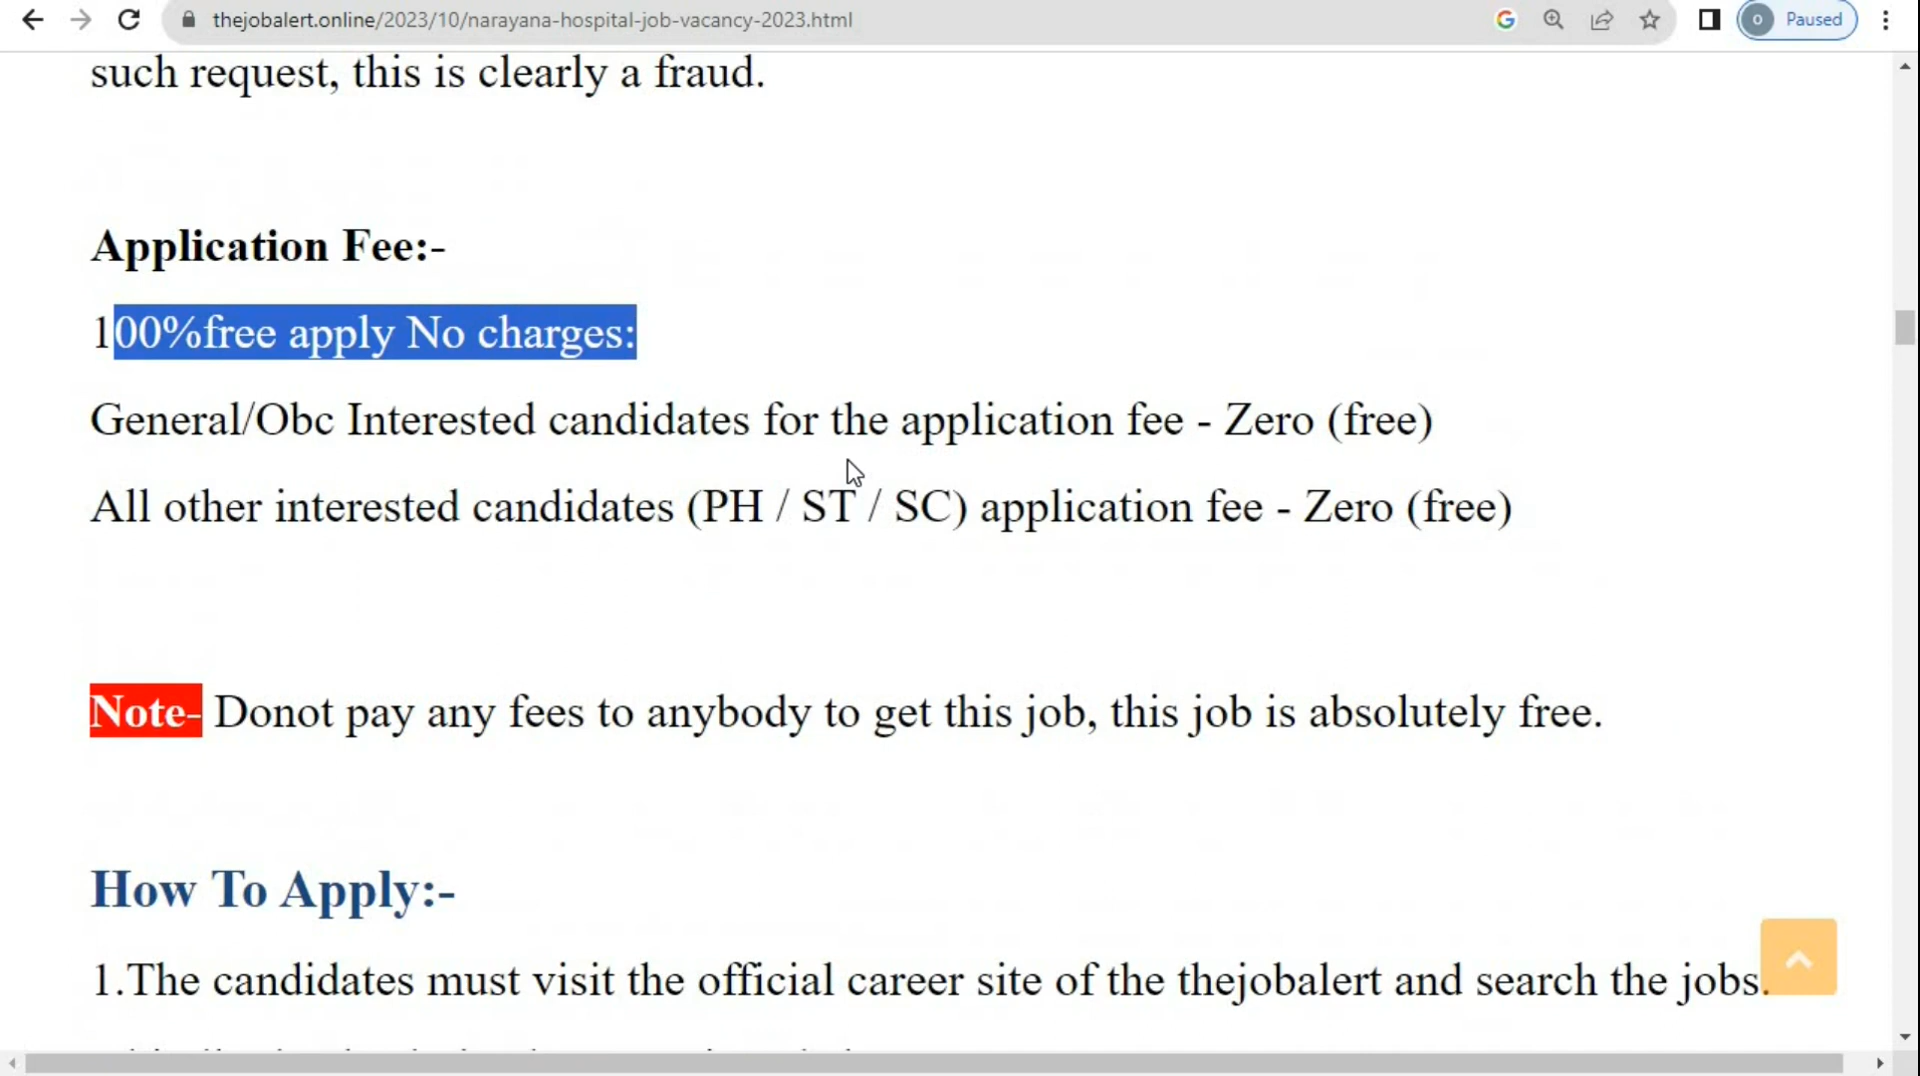 thejobalert.online/2023/10/narayana-hospital-job-vacancy-2023.html
G
o
Paused
such request, this is clearly a fraud.
Application Fee:-
100%free apply No charges:
General/Obc Interested candidates for the application fee - Zero (free)
All other interested candidates (PH / ST / SC) application fee - Zero (free)
Note- Donot pay any fees to anybody to get this job, this job is absolutely free.
How To Apply:-
1.The candidates must visit the official career site of the thejobalert and search the jobs.